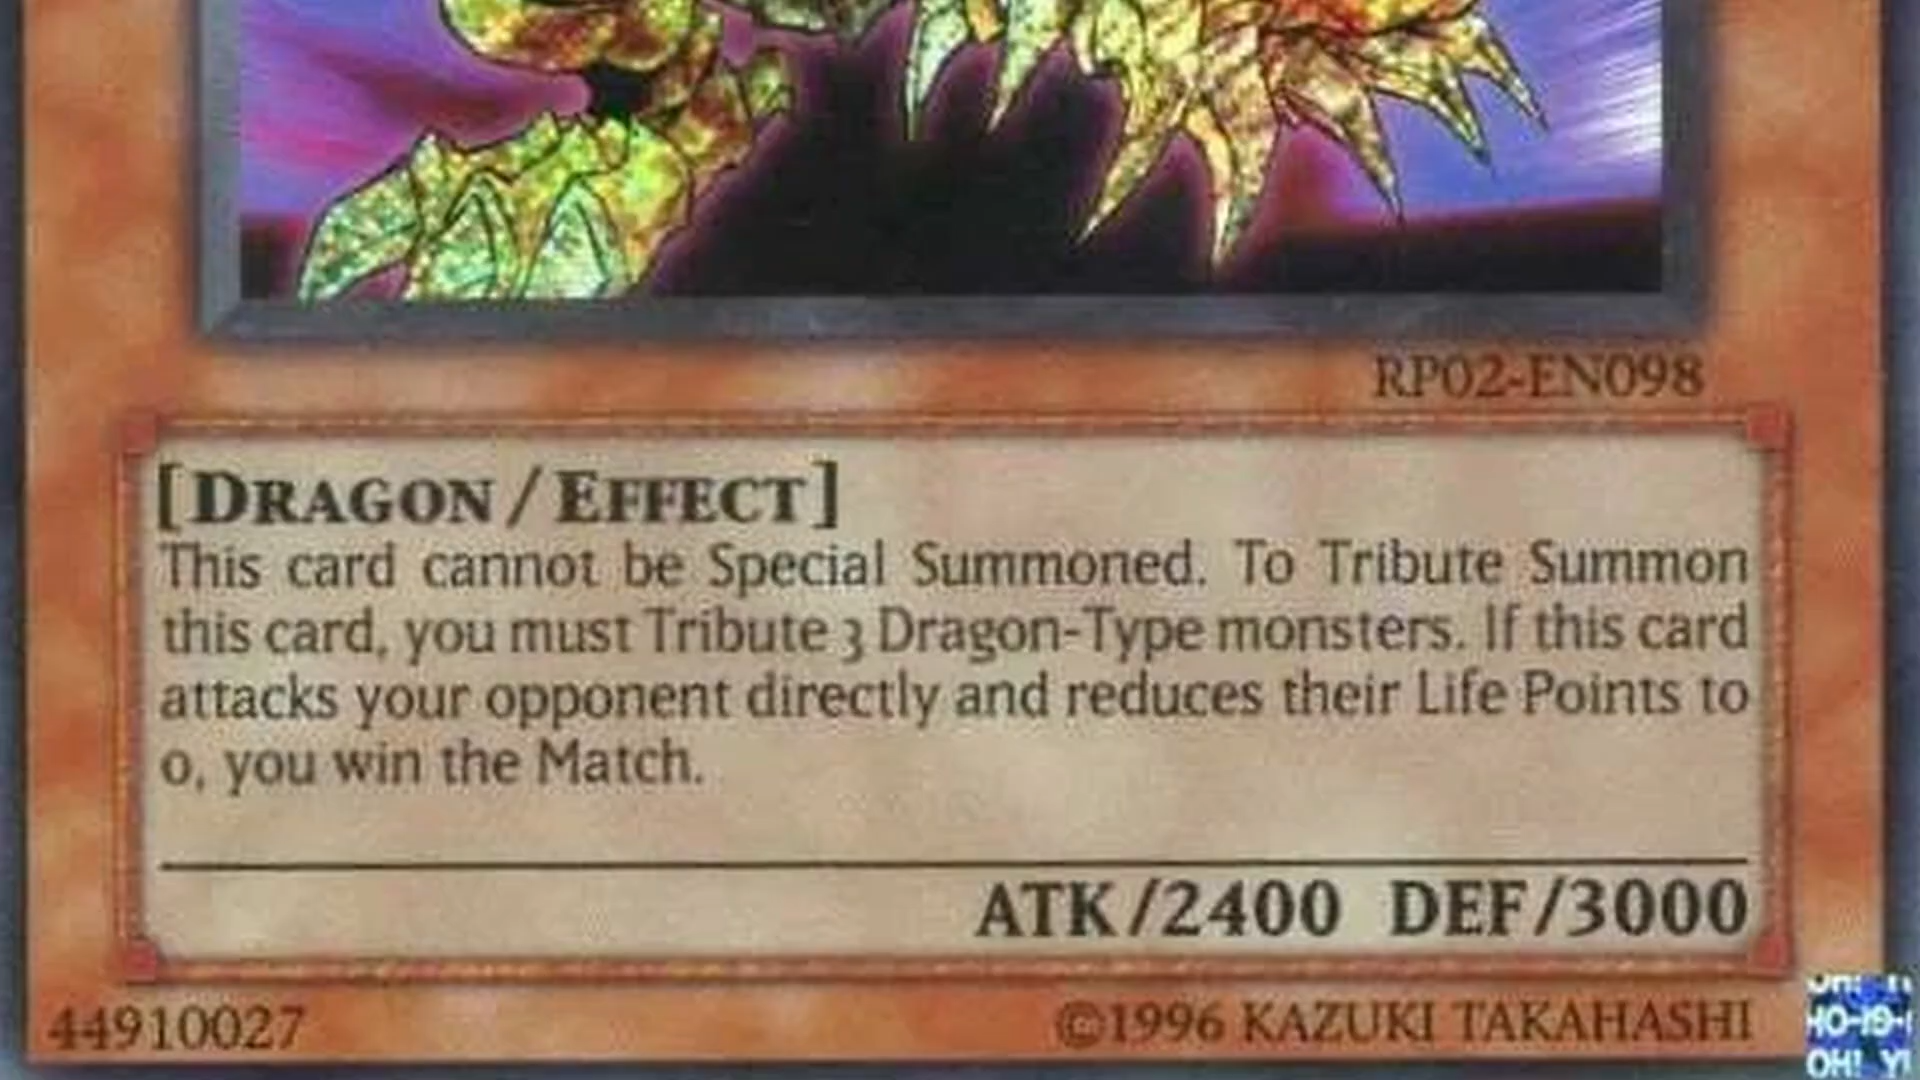 RP02-EN098
[DRAGON/EFFECT]
This card cannot be Special Summoned. To Tribute Summon
this card, you must Tribute 3 Dragon-Type monsters. If this card
attacks your opponent directly and reduces their Life Points to
0, you win the Match.
ATK/2400 DEF/3000
44910027
©1996 KAZUKI TAKAHASHI